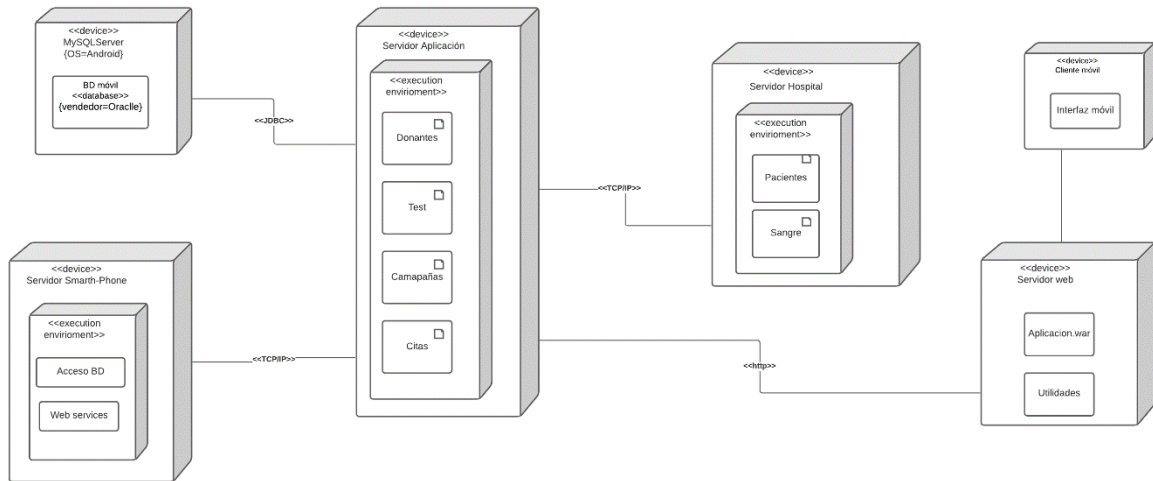 <<device>>
MySQLServer
{OS=Android}
BD móvil
<<database>>
{vendedor=Oraclle}
<<JDBC>>
<<device>>
Servidor Smarth-Phone
<<execution
envirioment>>
Acceso BD
Web services
<<TCP/IP>>
<<device>>
Servidor Aplicación
<<execution
envirioment>>
Donantes
Test
Camapañas
Citas
<<TCP/IP>>
<<http>>
<<device>>
Servidor Hospital
<<execution
envirioment>>
Pacientes
Sangre
<<device>>
Cliente móvil
Interfaz móvil
<<device>>
Servidor web
Aplicacion.war
Utilidades